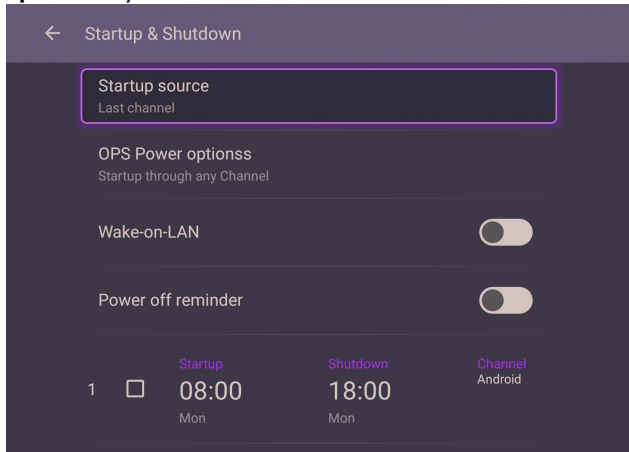 Startup & Shutdown
Startup source
Last channel
OPS Power optionss
Startup through any Channel
Wake-on-LAN
Power off reminder
Startup Shutdown Channel
1 08:00 18:00 Android
Mon Mon